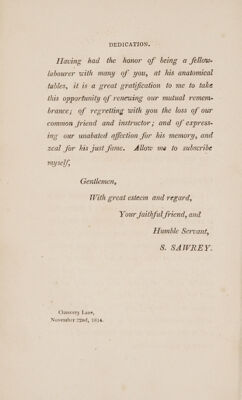 DEDICATION.
Having had the honor of being a fellow-
labourer with many of you, at his anatomical
tables, it is a great gratification to me to take
this opportunity of renewing our mutual remem-
brance; of regretting with you the loss of our
common friend and instructor; and of express-
ing our unabated affection for his memory, and
zeal for his just fame. Allow me to subscribe
myself,
Gentlemen,
With great esteem and regard,
Your faithful friend, and
Humble Servant,
S. SAWREY.
Chancery Lane,
November 22nd, 1814.